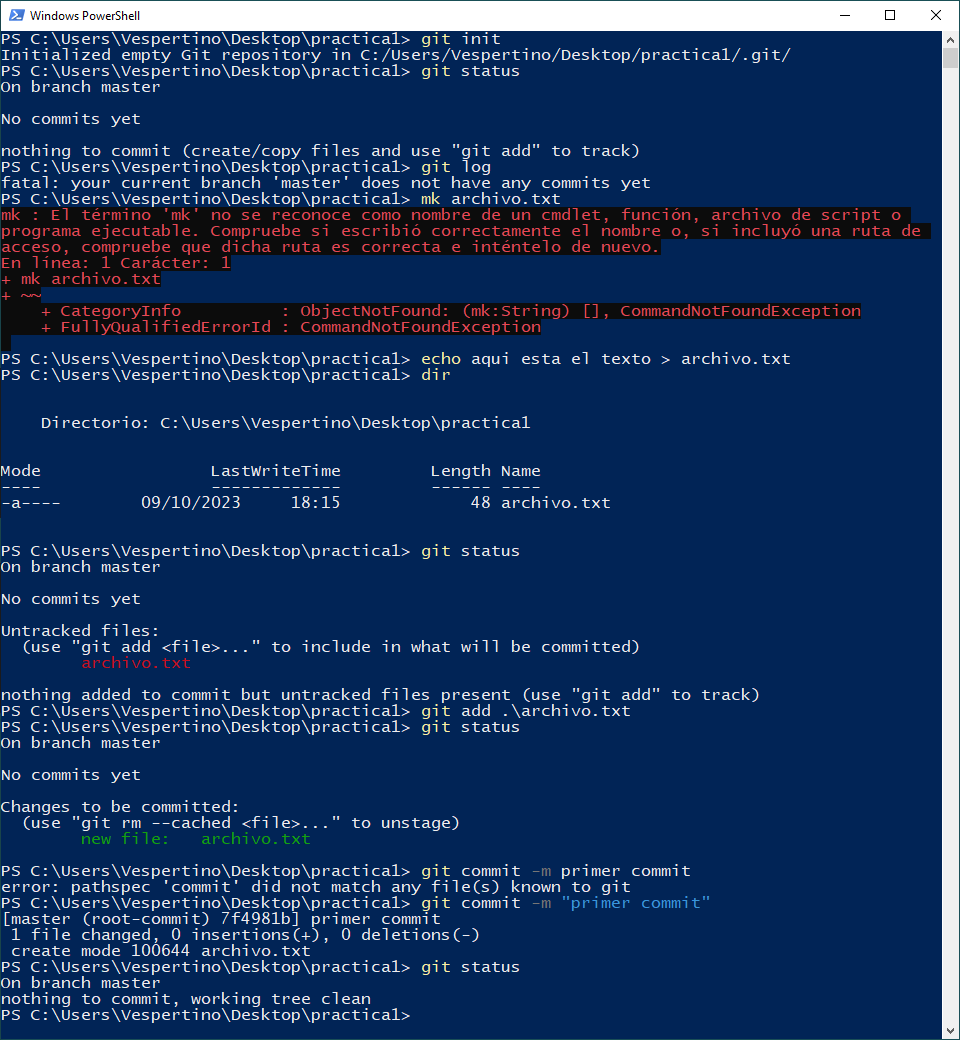 Windows PowerShell
PS C:\Users\Vespertino\Desktop\practica1> git init
Initialized empty Git repository in C:/Users/Vespertino/Desktop/practica1/.git/
PS C:\Users\Vespertino\Desktop\practica1> git status
On branch master
No commits yet
nothing to commit (create/copy files and use "git add" to track)
PS C:\Users\Vespertino\Desktop\practica1> git log
fatal: your current branch 'master' does not have any commits yet
PS C:\Users\Vespertino\Desktop\practica1> mk archivo.txt
mk : El término 'mk' no se reconoce como nombre de un cmdlet, función, archivo de script o
programa ejecutable. Compruebe si escribió correctamente el nombre o, si incluyó una ruta de
acceso, compruebe que dicha ruta es correcta e inténtelo de nuevo.
En línea: 1 Carácter: 1
+ mk archivo.txt
+ ~~
    + CategoryInfo          : ObjectNotFound: (mk:String) [], CommandNotFoundException
    + FullyQualifiedErrorId : CommandNotFoundException
PS C:\Users\Vespertino\Desktop\practica1> echo aqui esta el texto > archivo.txt
PS C:\Users\Vespertino\Desktop\practica1> dir
    Directorio: C:\Users\Vespertino\Desktop\practica1
Mode                 LastWriteTime         Length Name
----                 -------------         ------ ----
-a----        09/10/2023     18:15             48 archivo.txt
PS C:\Users\Vespertino\Desktop\practica1> git status
On branch master
No commits yet
Untracked files:
  (use "git add <file>..." to include in what will be committed)
        archivo.txt
nothing added to commit but untracked files present (use "git add" to track)
PS C:\Users\Vespertino\Desktop\practica1> git add .\archivo.txt
PS C:\Users\Vespertino\Desktop\practica1> git status
On branch master
No commits yet
Changes to be committed:
  (use "git rm --cached <file>..." to unstage)
        new file:   archivo.txt
PS C:\Users\Vespertino\Desktop\practica1> git commit -m primer commit
error: pathspec 'commit' did not match any file(s) known to git
PS C:\Users\Vespertino\Desktop\practica1> git commit -m "primer commit"
[master (root-commit) 7f4981b] primer commit
 1 file changed, 0 insertions(+), 0 deletions(-)
 create mode 100644 archivo.txt
PS C:\Users\Vespertino\Desktop\practica1> git status
On branch master
nothing to commit, working tree clean
PS C:\Users\Vespertino\Desktop\practica1>